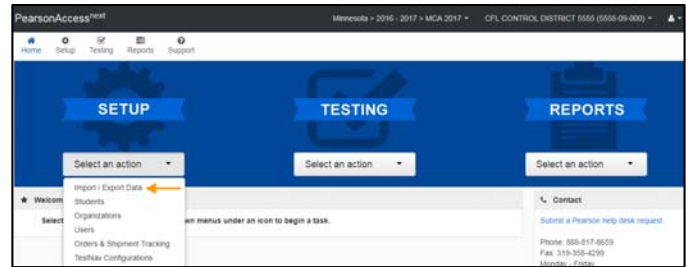 PearsonAccessnext
Minnesota > 2016 - 2017 > MCA 2017
CFL CONTROL DISTRICT 5555 (5555-09-000)
Home Setup Testing Reports Support
SETUP TESTING REPORTS
Select an action Select an action Select an action
Import / Export Data
Students
Organizations
Users
Orders & Shipment Tracking
TestNav Configurations
Welcom
Select
wn menus under an icon to begin a task.
Contact
Submit a Pearson help desk request
Phone: 888-817-8659
Fax: 319-358-4299
Monday - Friday